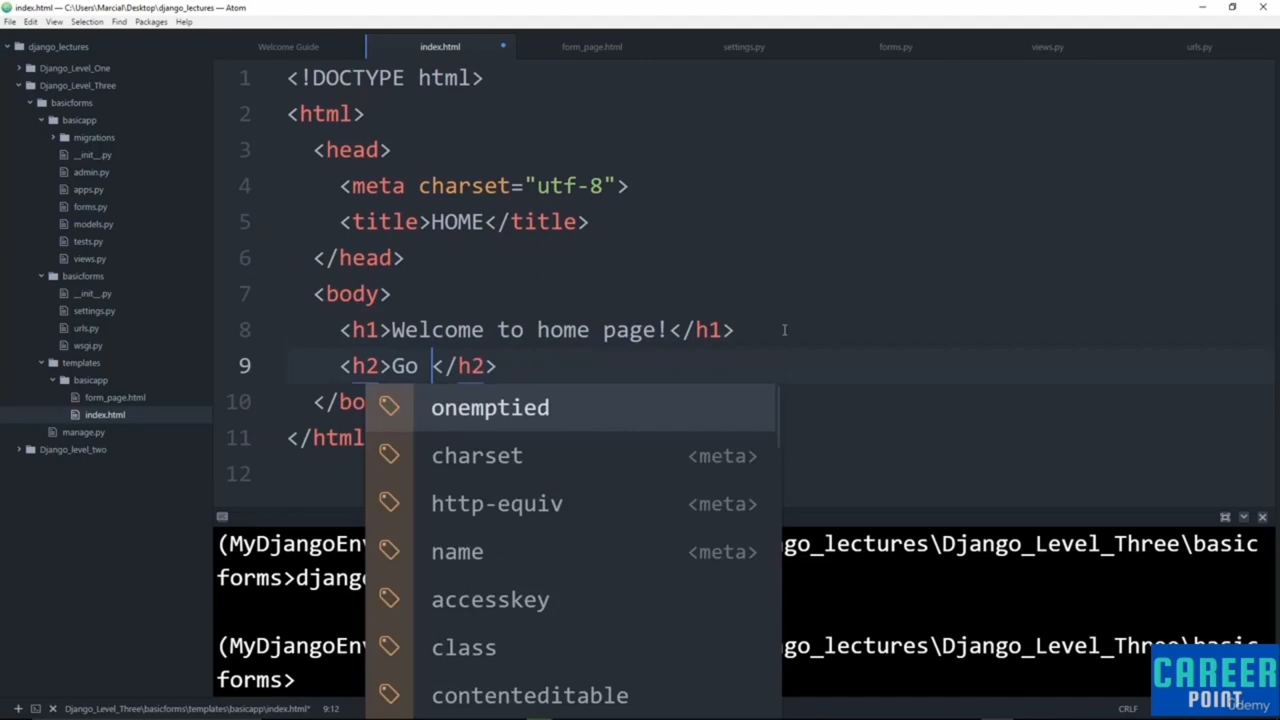 index.html — C:\Users\Marcial\Desktop\django_lectures — Atom
File Edit View Selection Find Packages Help
django_lectures
Django_Level_One
Django_Level_Three
basicforms
basicapp
migrations
__init__.py
admin.py
apps.py
forms.py
models.py
tests.py
views.py
basicforms
__init__.py
settings.py
urls.py
wsgi.py
templates
basicapp
form_page.html
index.html
manage.py
Django_level_two
Welcome Guide index.html form_page.html settings.py forms.py views.py urls.py
1 <!DOCTYPE html>
2 <html>
3 <head>
4 <meta charset="utf-8">
5 <title>HOME</title>
6 </head>
7 <body>
8 <h1>Welcome to home page!</h1>
9 <h2>Go </h2>
10 </bo
11 </html
12
onemptied
charset <meta>
http-equiv <meta>
name <meta>
accesskey
class
contenteditable
(MyDjangoEnv go_lectures\Django_Level_Three\basic
forms>django
(MyDjangoEnv go_lectures\Django_Level_Three\basic
forms>
Django_Level_Three\basicforms\templates\basicapp\index.html* 9:12 CRLF
CAREER
POINT
Udemy